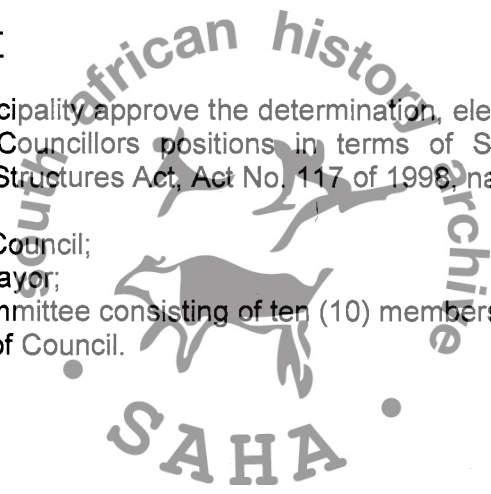 south african history archive
cipality approve the determination, ele
Councillors positions in terms of S
Structures Act, Act No. 117 of 1998, na
Council;
ayor;
mmittee consisting of ten (10) members
of Council.
SAHA